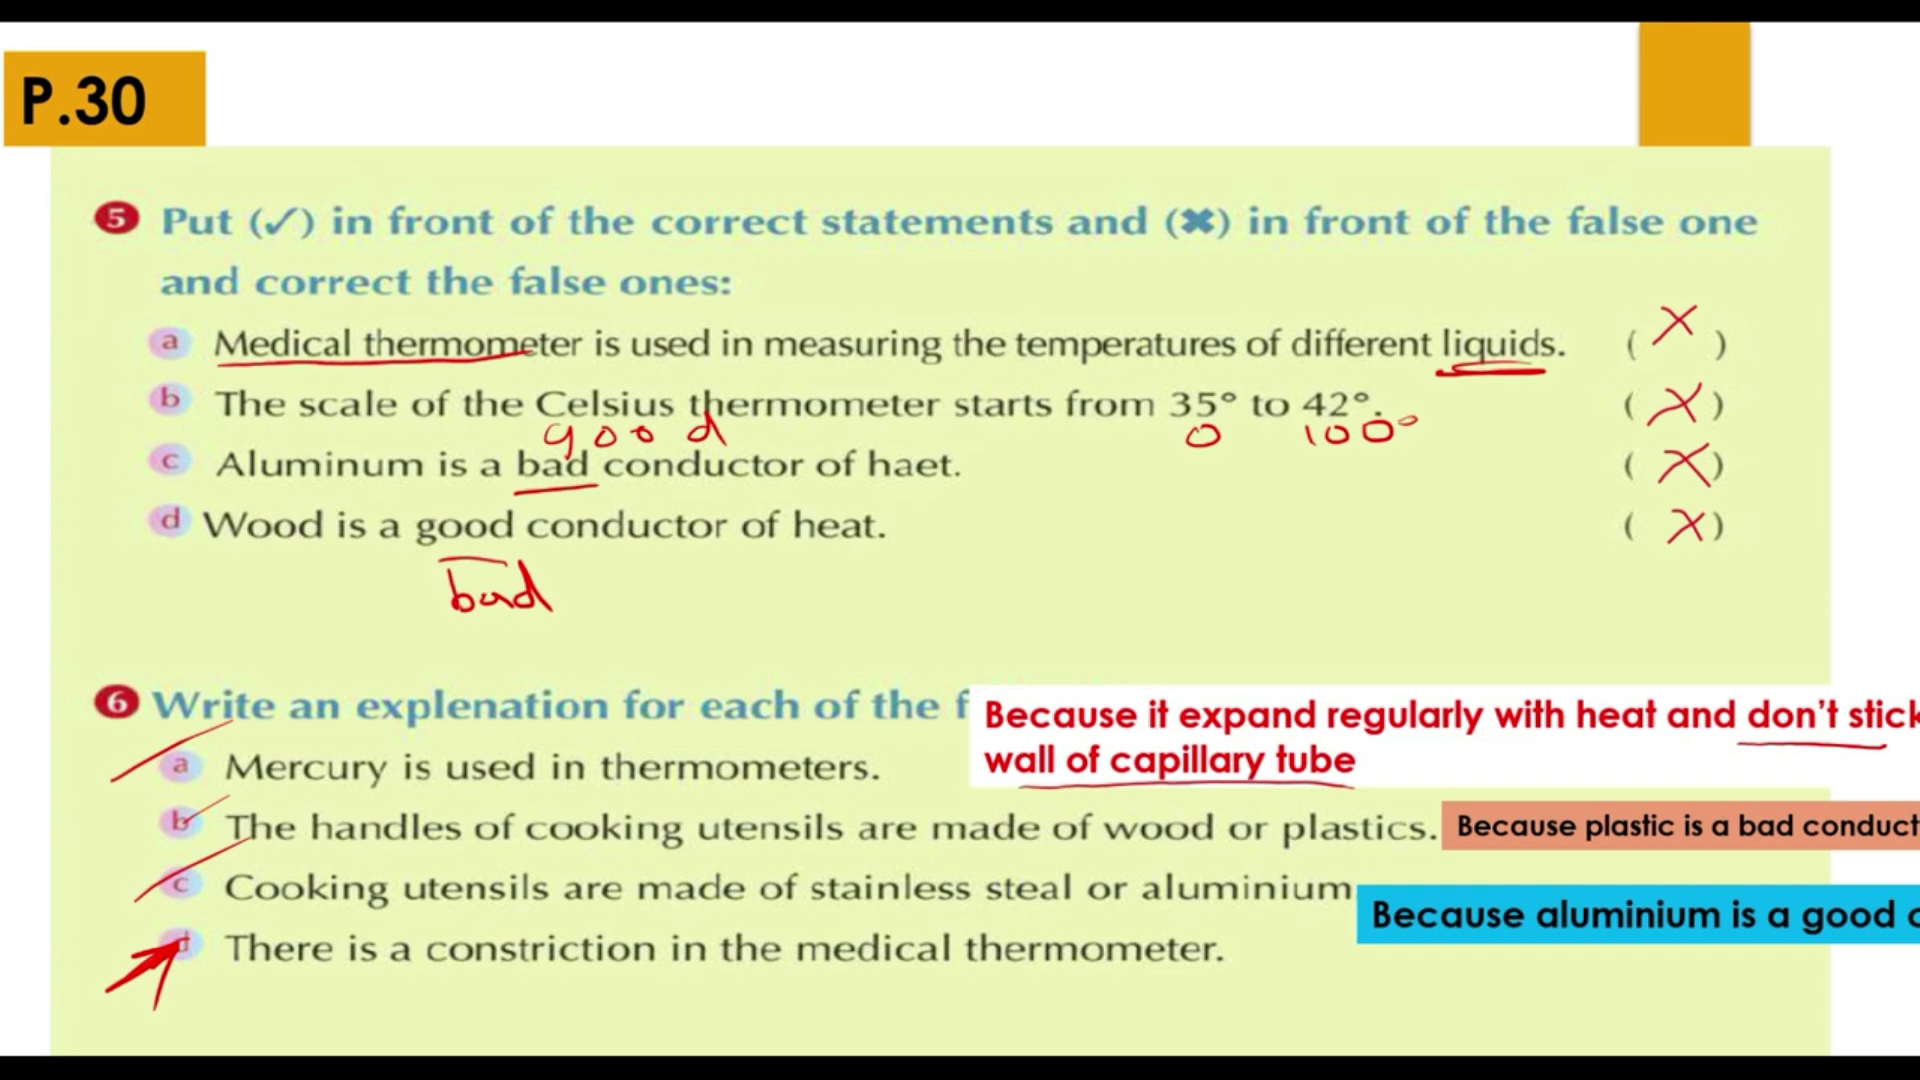 P.30
5 Put (✓) in front of the correct statements and (✖) in front of the false one
and correct the false ones:
a Medical thermometer is used in measuring the temperatures of different liquids. ( X )
b The scale of the Celsius thermometer starts from 35° to 42°. ( X )
good 0 100°
c Aluminum is a bad conductor of haet. ( X )
d Wood is a good conductor of heat. ( X )
bad
6 Write an explenation for each of the f
Because it expand regularly with heat and don't stick
wall of capillary tube
a Mercury is used in thermometers.
b The handles of cooking utensils are made of wood or plastics.
Because plastic is a bad conduct
c Cooking utensils are made of stainless steal or aluminium
Because aluminium is a good
d There is a constriction in the medical thermometer.